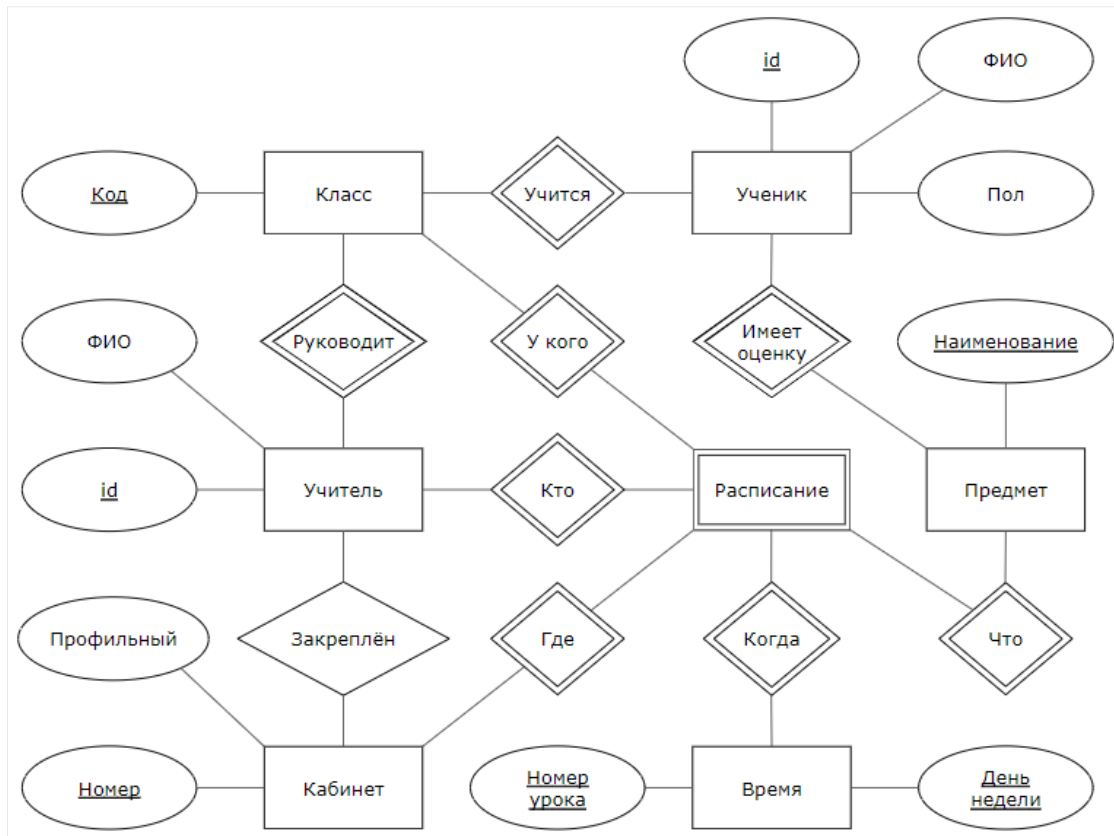 id
ФИО
Код
Класс
Учится
Ученик
Пол
ФИО
Руководит
У кого
Имеет
оценку
Наименование
id
Учитель
Кто
Расписание
Предмет
Профильный
Закреплён
Где
Когда
Что
Номер
Кабинет
Номер
урока
Время
День
недели